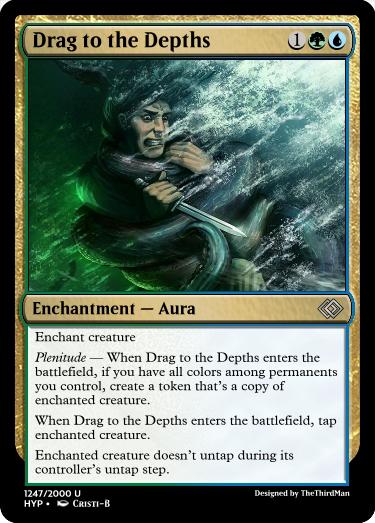 Drag to the Depths 1
Enchantment — Aura
Enchant creature
Plenitude — When Drag to the Depths enters the
battlefield, if you have all colors among permanents
you control, create a token that's a copy of
enchanted creature.
When Drag to the Depths enters the battlefield, tap
enchanted creature.
Enchanted creature doesn't untap during its
controller's untap step.
1247/2000 U
Designed by TheThirdMan
HYP • Cristi-B